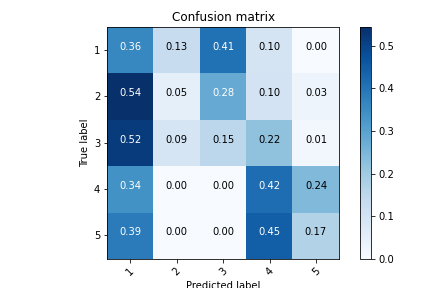 Confusion matrix
1 0.36 0.13 0.41 0.10 0.00
2 0.54 0.05 0.28 0.10 0.03
3 0.52 0.09 0.15 0.22 0.01
4 0.34 0.00 0.00 0.42 0.24
5 0.39 0.00 0.00 0.45 0.17
True label
1 2 3 4 5
Predicted label
0.5
0.4
0.3
0.2
0.1
0.0